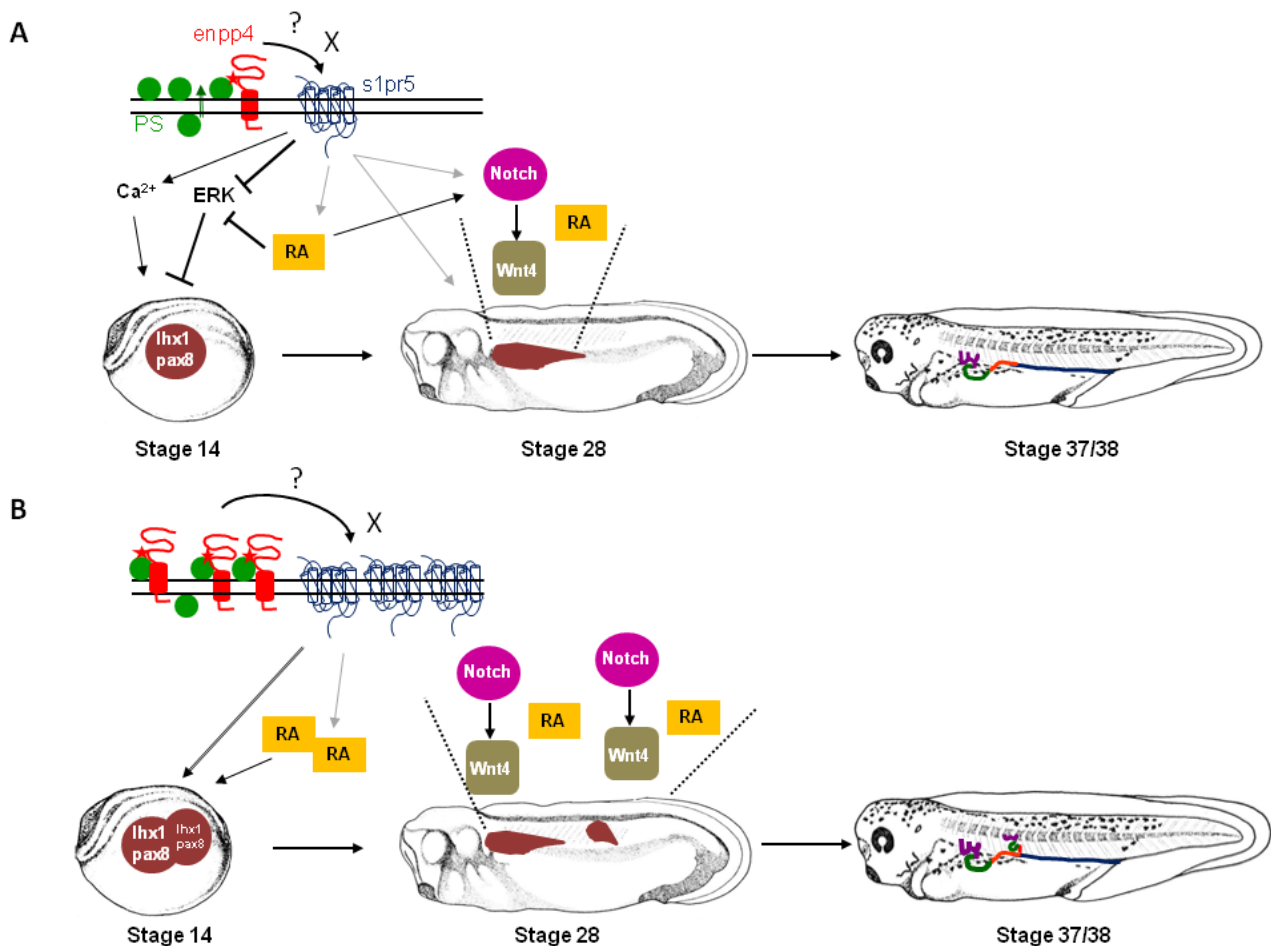 A
?
enpp4
X
s1pr5
PS
Notch
Ca2+
ERK
RA
RA
Wnt4
lhx1
pax8
Stage 14
Stage 28
Stage 37/38
B
?
X
Notch
Notch
RA
RA
RA
RA
Wnt4
Wnt4
lhx1
pax8
lhx1
pax8
Stage 14
Stage 28
Stage 37/38